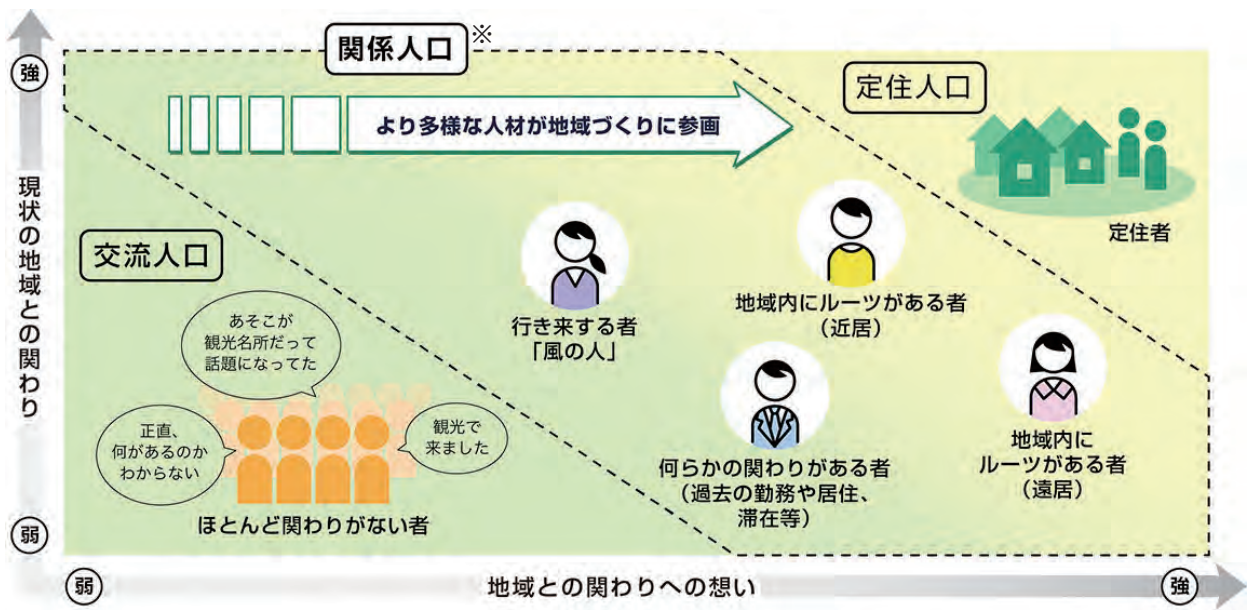 関係人口※
強
定住人口
より多様な人材が地域づくりに参画
定住者
現状の地域との関わり
交流人口
あそこが
観光名所だって
話題になってた
正直、
何があるのか
わからない
観光で
来ました
ほとんど関わりがない者
行き来する者
「風の人」
地域内にルーツがある者
（近居）
何らかの関わりがある者
（過去の勤務や居住、
滞在等）
地域内に
ルーツがある者
（遠居）
弱
弱
地域との関わりへの想い
強